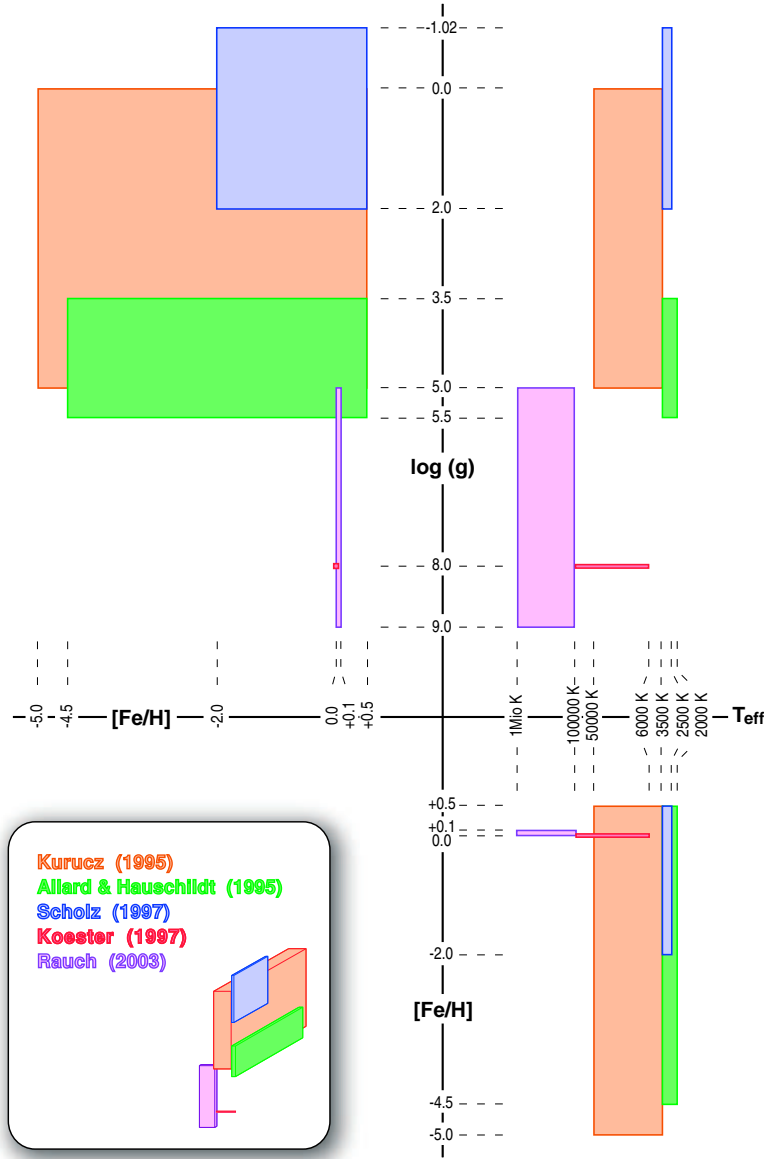 -1.02
0.0
2.0
3.5
5.0
5.5
log (g)
8.0
9.0
-5.0
-4.5
[Fe/H]
-2.0
0.0
+0.1
+0.5
1Mio K
100000 K
50000 K
6000 K
3500 K
2500 K
2000 K
Teff
+0.5
+0.1
0.0
-2.0
[Fe/H]
-4.5
-5.0
Kurucz (1995)
Allard & Hauschildt (1995)
Scholz (1997)
Koester (1997)
Rauch (2003)